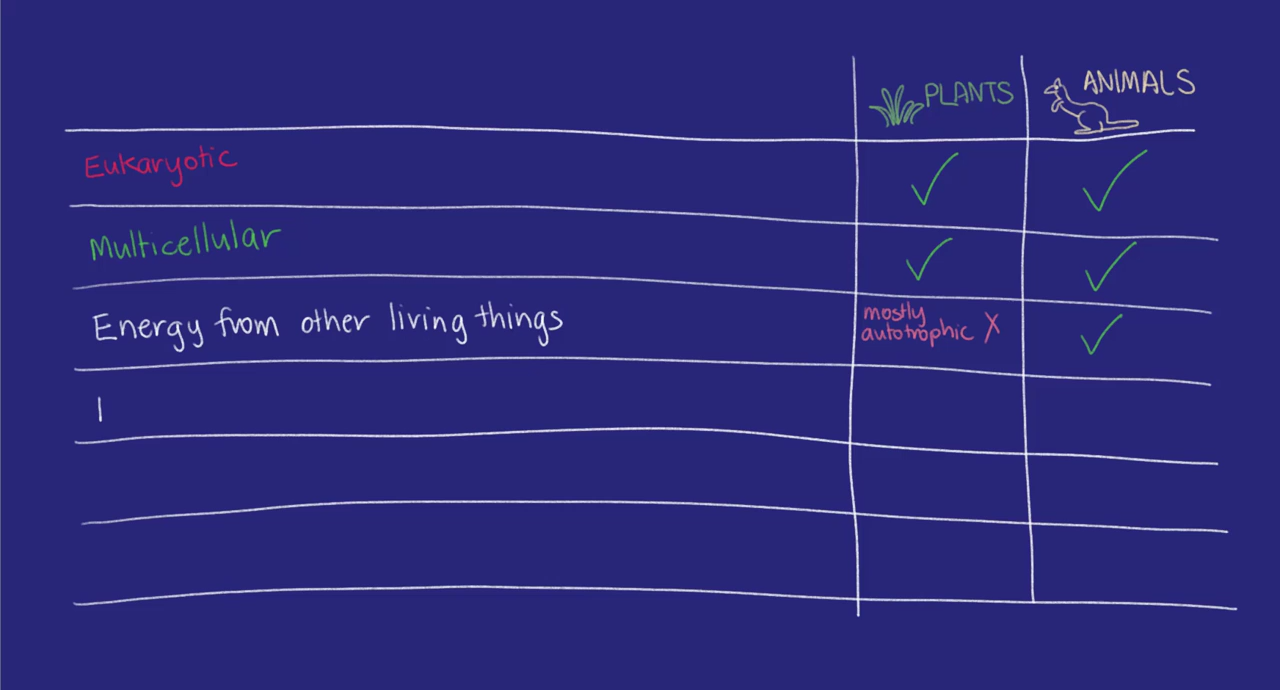 PLANTS ANIMALS
Eukaryotic ✓ ✓
Multicellular ✓ ✓
Energy from other living things mostly autotrophic X ✓
I